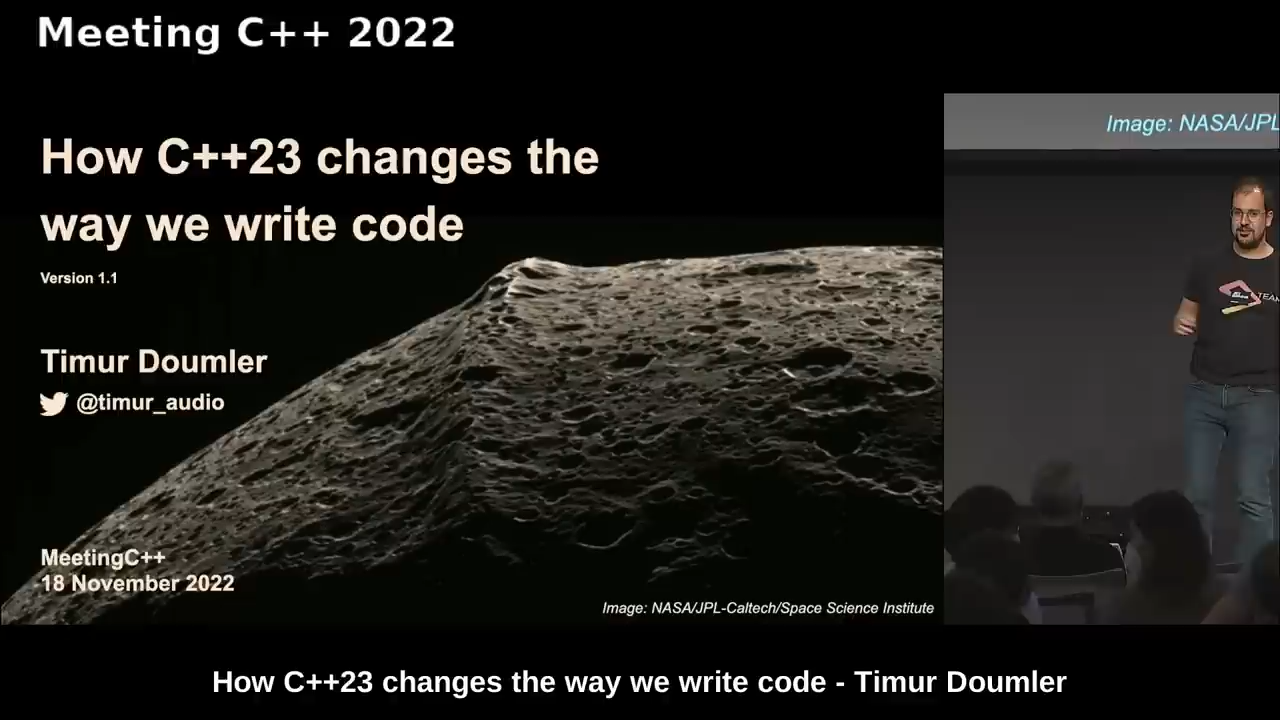 Meeting C++ 2022
How C++23 changes the
way we write code
Version 1.1
Timur Doumler
@timur_audio
MeetingC++
18 November 2022
Image: NASA/JPL-Caltech/Space Science Institute
Image: NASA/JPL
TEAM
How C++23 changes the way we write code - Timur Doumler